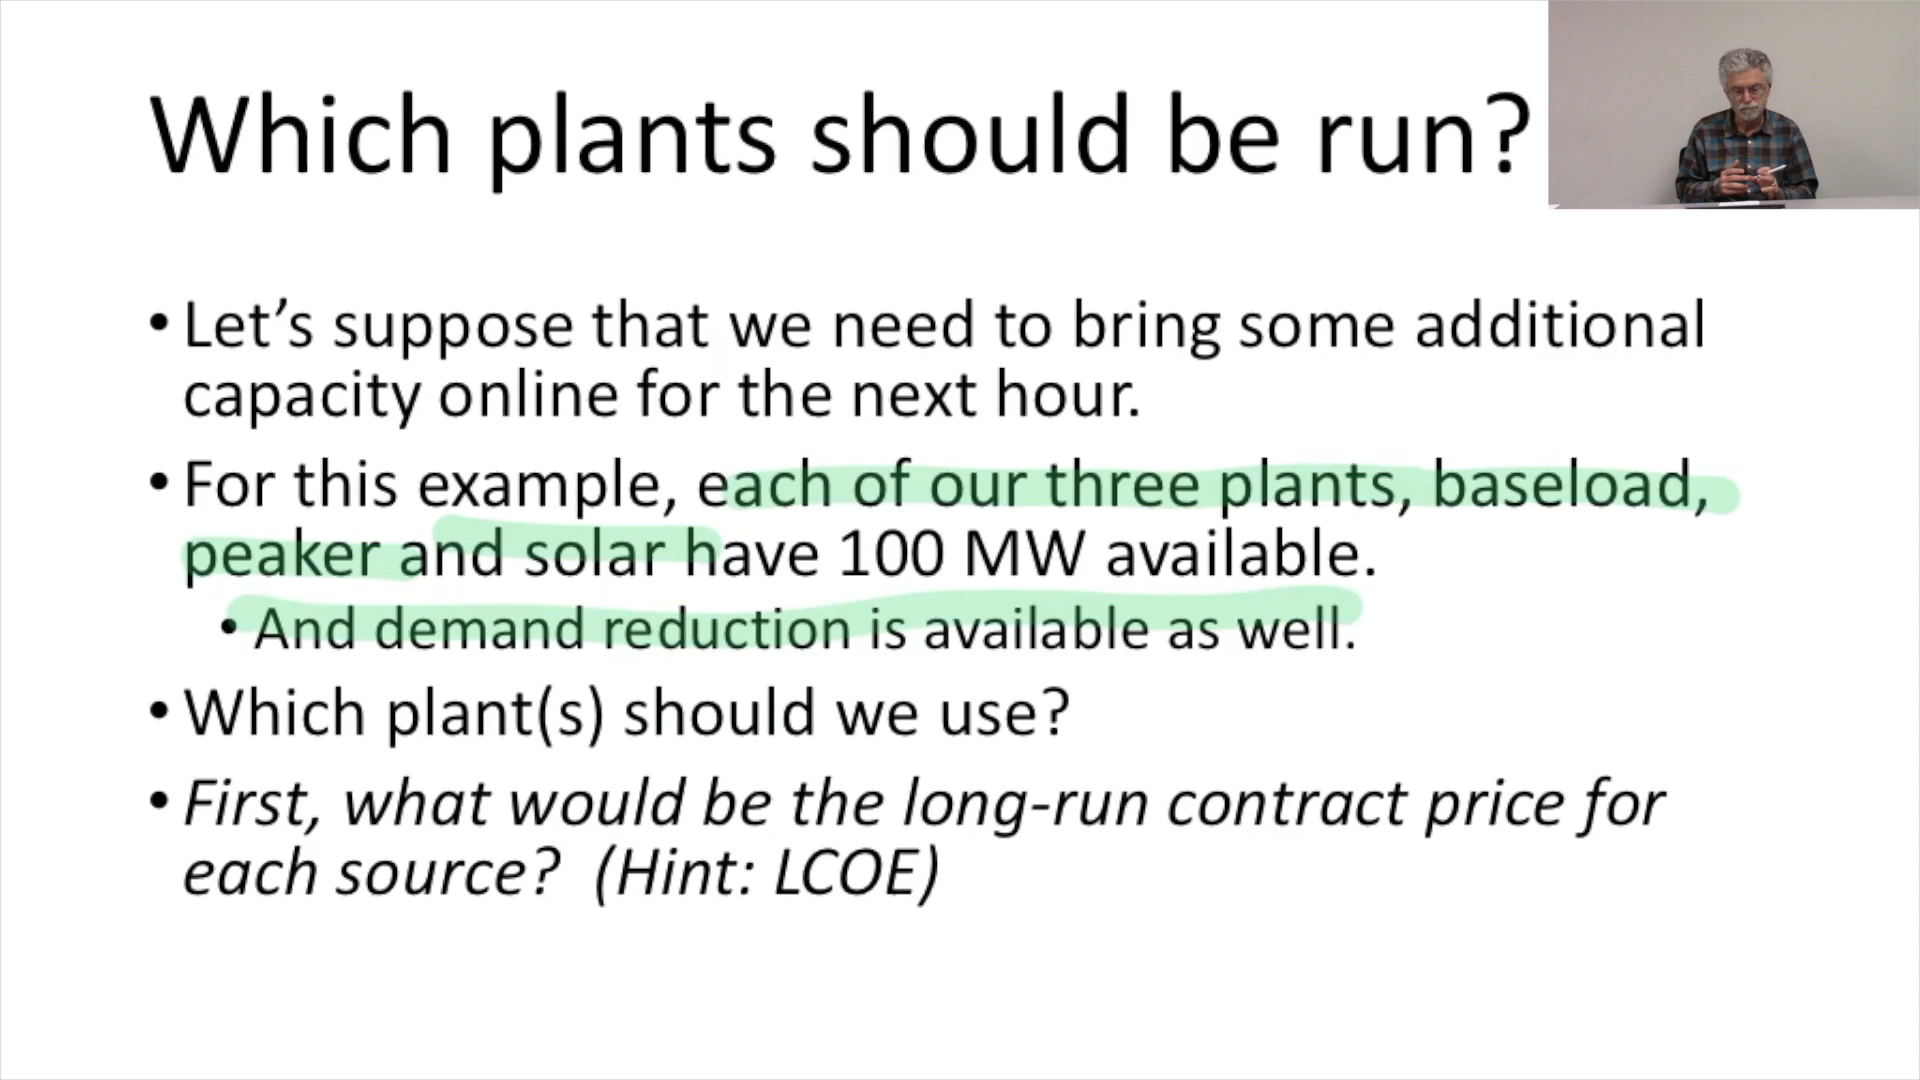 Which plants should be run?
• Let’s suppose that we need to bring some additional
capacity online for the next hour.
• For this example, each of our three plants, baseload,
peaker and solar have 100 MW available.
• And demand reduction is available as well.
• Which plant(s) should we use?
• First, what would be the long-run contract price for
each source?  (Hint: LCOE)